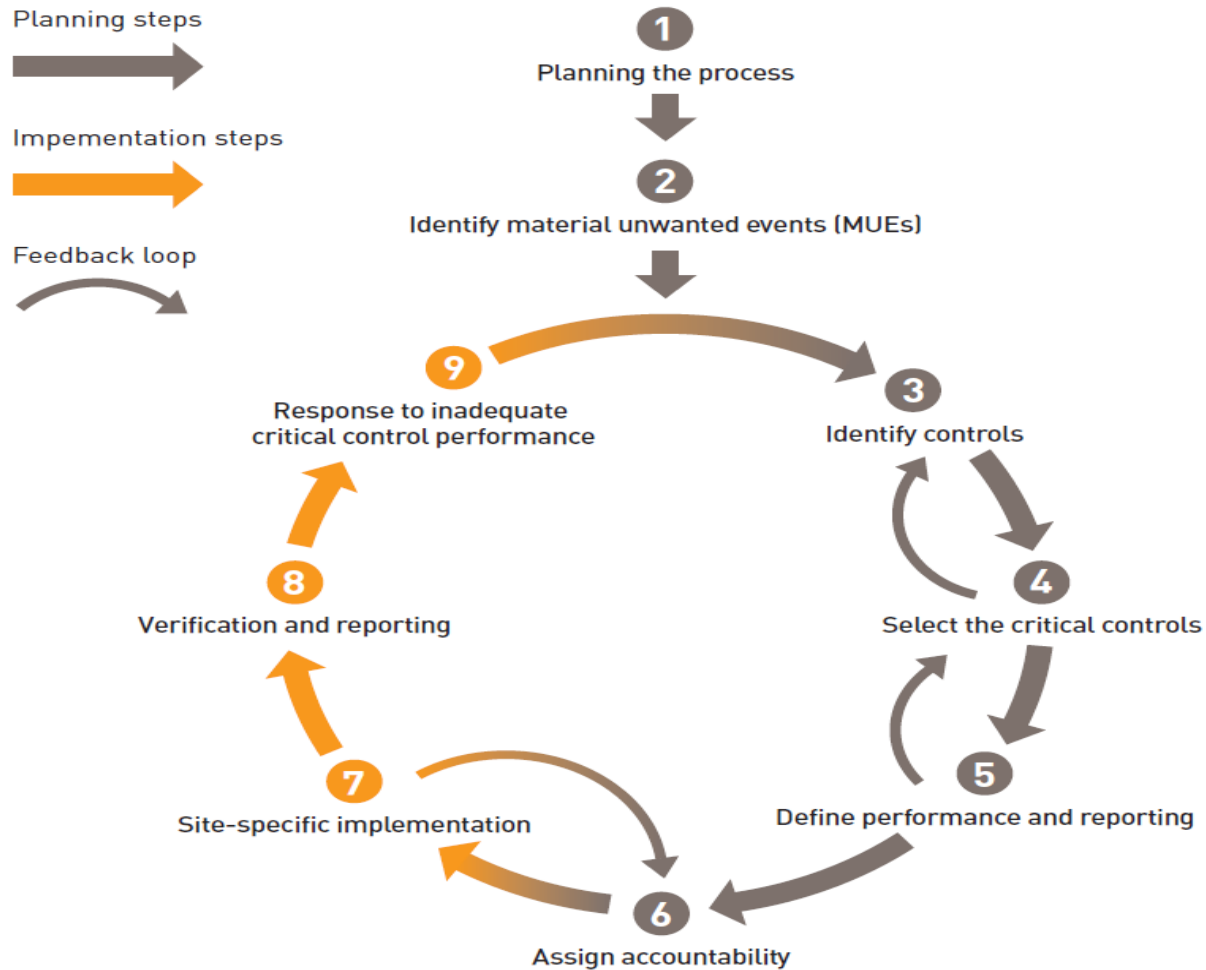 Planning steps
Impementation steps
Feedback loop
1
Planning the process
2
Identify material unwanted events (MUEs)
3
Identify controls
4
Select the critical controls
5
Define performance and reporting
6
Assign accountability
7
Site-specific implementation
8
Verification and reporting
9
Response to inadequate
critical control performance